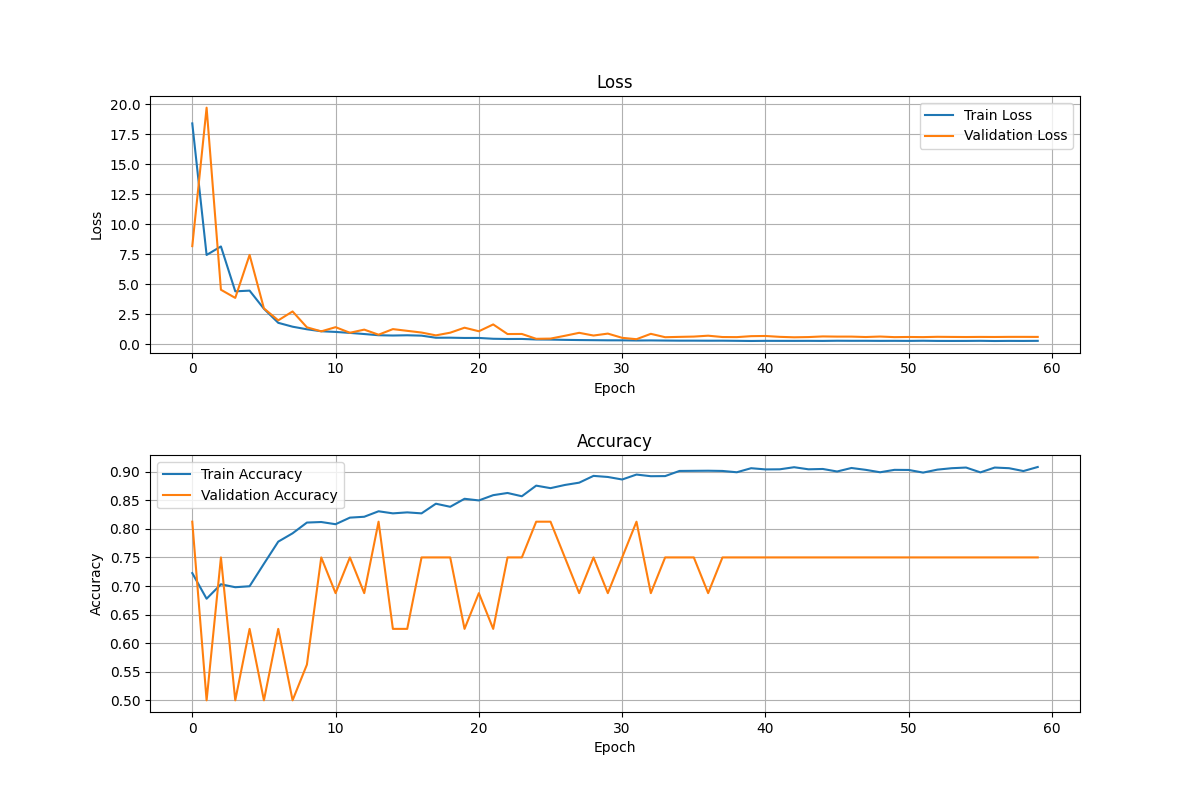 Loss
20.0
17.5
15.0
12.5
10.0
7.5
5.0
2.5
0.0
Loss
Train Loss
Validation Loss
0 10 20 30 40 50 60
Epoch
Accuracy
0.90
0.85
0.80
0.75
0.70
0.65
0.60
0.55
0.50
Accuracy
Train Accuracy
Validation Accuracy
0 10 20 30 40 50 60
Epoch